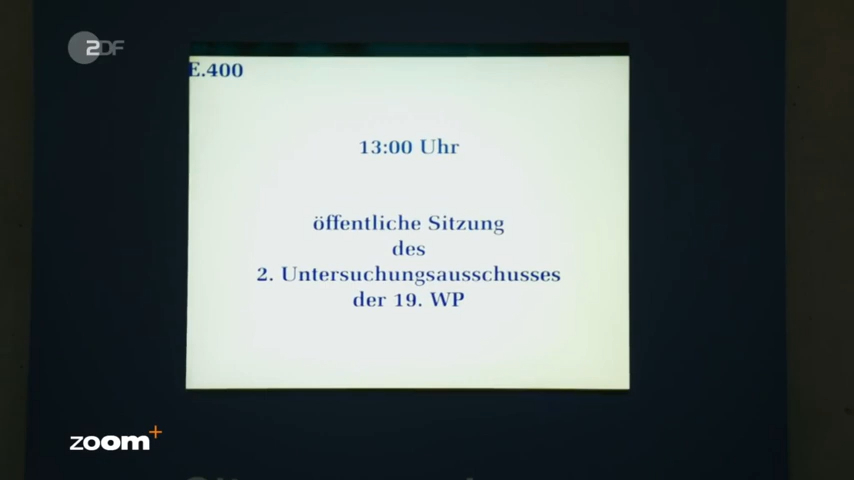 ZDF
E.400
13:00 Uhr
öffentliche Sitzung
des
2. Untersuchungsausschusses
der 19. WP
zoom+